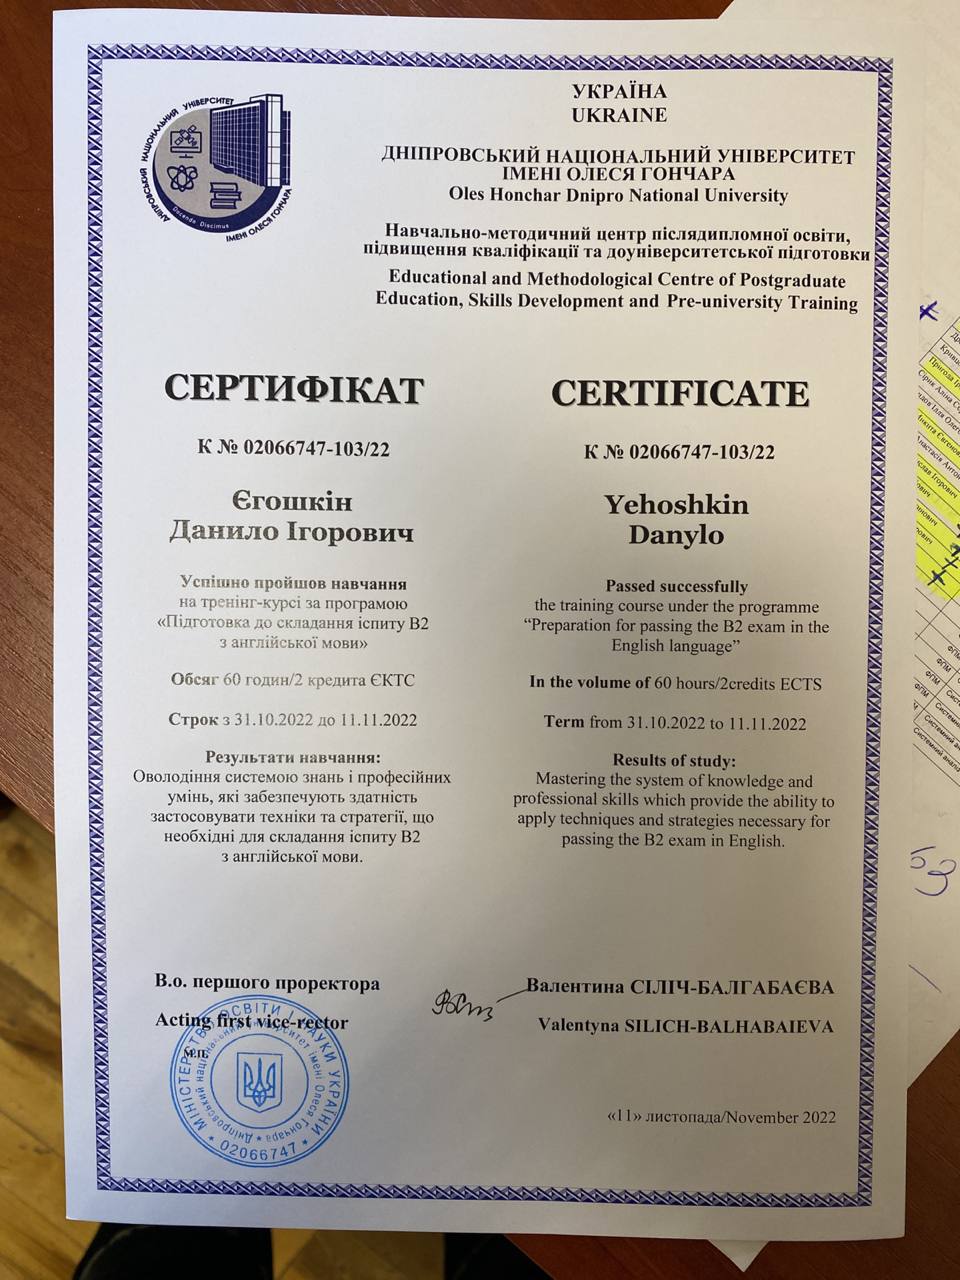 УКРАЇНА
UKRAINE
ДНІПРОВСЬКИЙ НАЦІОНАЛЬНИЙ УНІВЕРСИТЕТ
ІМЕНІ ОЛЕСЯ ГОНЧАРА
Oles Honchar Dnipro National University
Навчально-методичний центр післядипломної освіти,
підвищення кваліфікації та доуніверситетської підготовки
Educational and Methodological Centre of Postgraduate
Education, Skills Development and Pre-university Training
ДНІПРОВСЬКИЙ НАЦІОНАЛЬНИЙ УНІВЕРСИТЕТ
ІМЕНІ ОЛЕСЯ ГОНЧАРА
Docendo Discimus
СЕРТИФІКАТ
К № 02066747-103/22
Єгошкін
Данило Ігорович
Успішно пройшов навчання
на тренінг-курсі за програмою
«Підготовка до складання іспиту В2
з англійської мови»
Обсяг 60 годин/2 кредита ЄКТС
Строк з 31.10.2022 до 11.11.2022
Результати навчання:
Оволодіння системою знань і професійних
умінь, які забезпечують здатність
застосовувати техніки та стратегії, що
необхідні для складання іспиту В2
з англійської мови.
CERTIFICATE
К № 02066747-103/22
Yehoshkin
Danylo
Passed successfully
the training course under the programme
“Preparation for passing the B2 exam in the
English language”
In the volume of 60 hours/2credits ECTS
Term from 31.10.2022 to 11.11.2022
Results of study:
Mastering the system of knowledge and
professional skills which provide the ability to
apply techniques and strategies necessary for
passing the B2 exam in English.
В.о. першого проректора
Валентина СІЛІЧ-БАЛГАБАЄВА
Acting first vice-rector
Valentyna SILICH-BALHABAIEVA
М.П.
МІНІСТЕРСТВО ОСВІТИ І НАУКИ УКРАЇНИ
Дніпровський національний університет імені Олеся Гончара
02066747
«11» листопада/November 2022
53